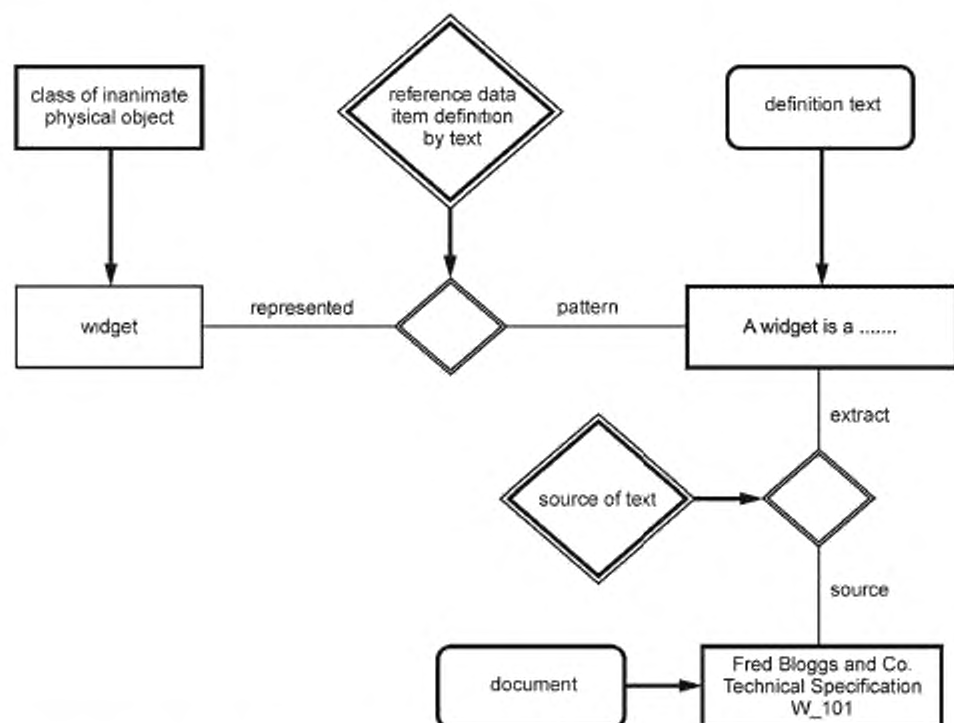 class of inanimate
physical object
reference data
item definition
by text
definition text
widget
represented
pattern
A widget is a .......
extract
source of text
source
document
Fred Bloggs and Co.
Technical Specification
W_101